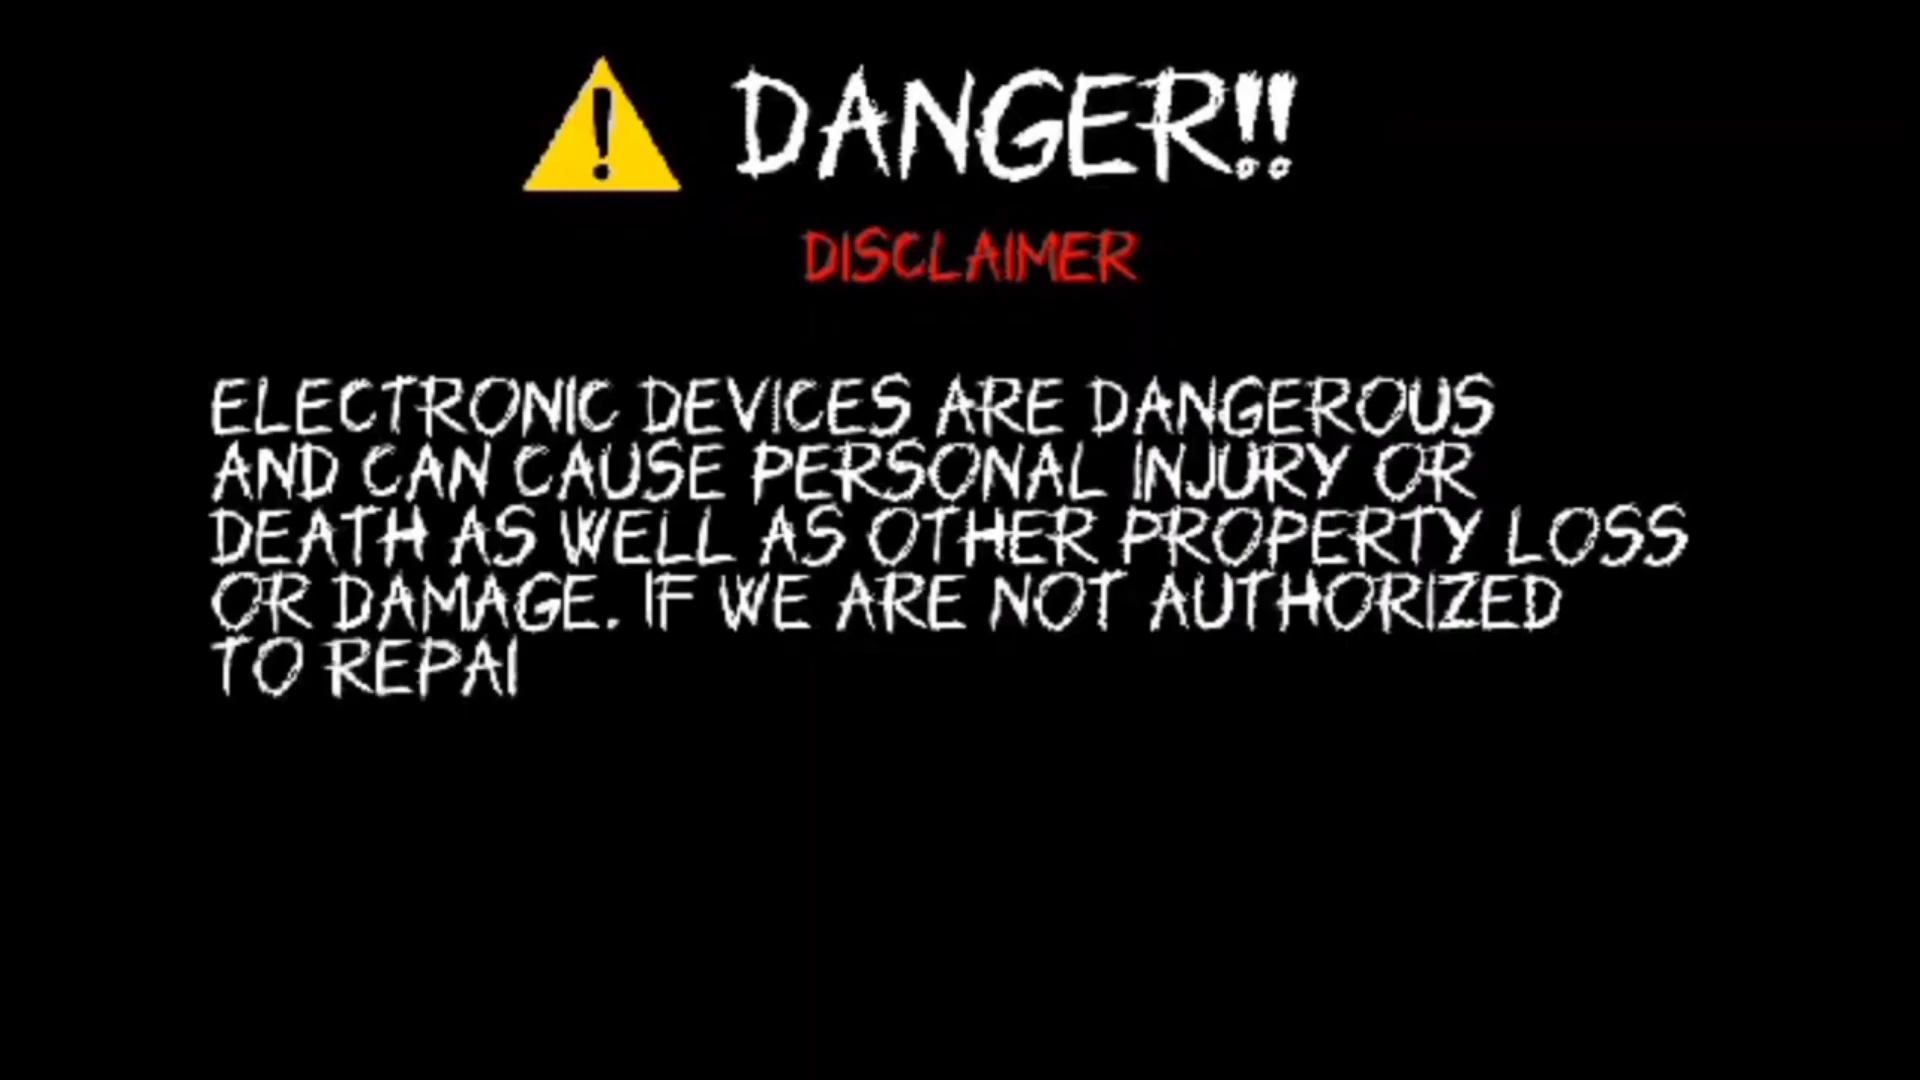 DANGER!!
DISCLAIMER
ELECTRONIC DEVICES ARE DANGEROUS
AND CAN CAUSE PERSONAL INJURY OR
DEATH AS WELL AS OTHER PROPERTY LOSS
OR DAMAGE. IF WE ARE NOT AUTHORIZED
TO REPAI